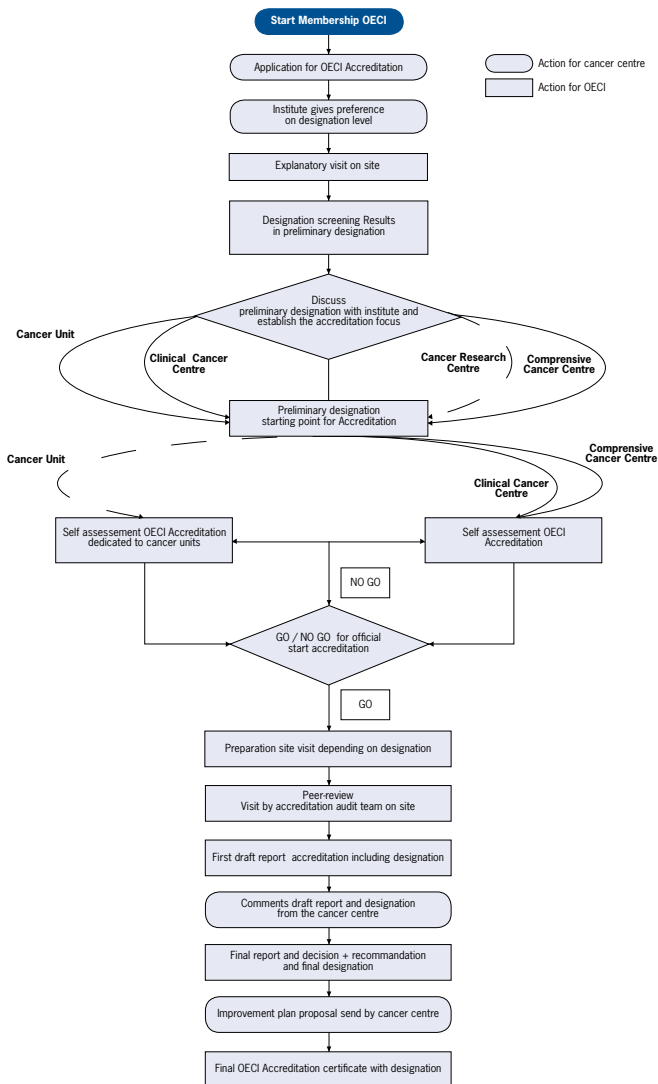 Start Membership OECI
Application for OECI Accreditation
Action for cancer centre
Action for OECI
Institute gives preference
on designation level
Explanatory visit on site
Designation screening Results
in preliminary designation
Discuss
preliminary designation with institute and
establish the accreditation focus
Cancer Unit
Clinical Cancer
Centre
Cancer Research
Centre
Comprensive
Cancer Centre
Preliminary designation
starting point for Accreditation
Cancer Unit
Clinical Cancer
Centre
Comprensive
Cancer Centre
Self assessement OECI Accreditation
dedicated to cancer units
Self assessement OECI
Accreditation
NO GO
GO / NO GO for official
start accreditation
GO
Preparation site visit depending on designation
Peer-review
Visit by accreditation audit team on site
First draft report accreditation including designation
Comments draft report and designation
from the cancer centre
Final report and decision + recommandation
and final designation
Improvement plan proposal send by cancer centre
Final OECI Accreditation certificate with designation